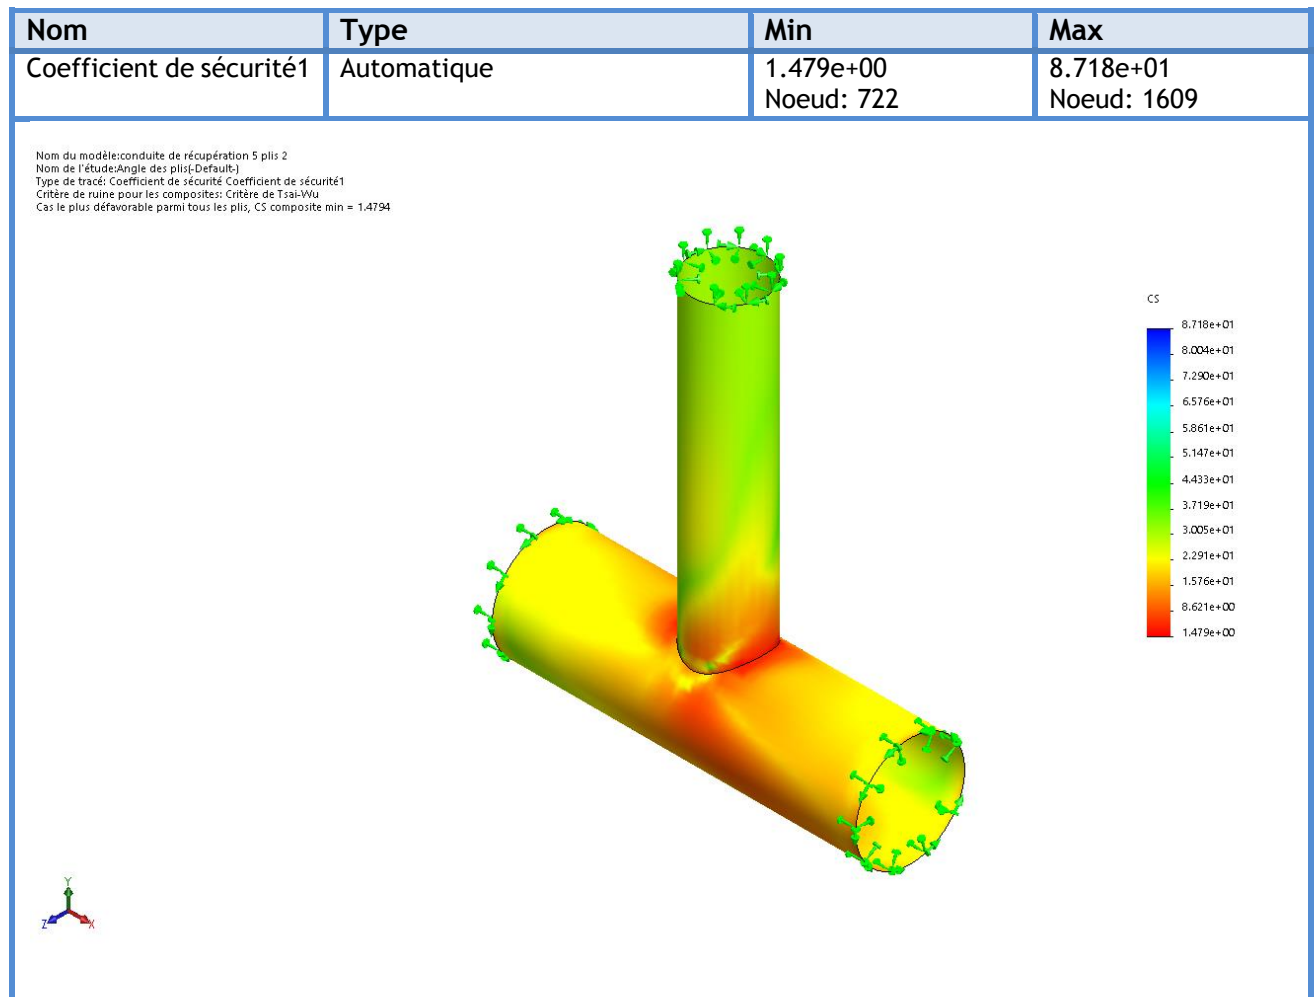 Nom Type Min Max
Coefficient de sécurité1 Automatique 1.479e+00 8.718e+01
Noeud: 722 Noeud: 1609
Nom du modèle:conduite de récupération 5 plis 2
Nom de l'étude:Angle des plis(-Default-)
Type de tracé: Coefficient de sécurité Coefficient de sécurité1
Critère de ruine pour les composites: Critère de Tsai-Wu
Cas le plus défavorable parmi tous les plis, CS composite min = 1.4794
CS
8.718e+01
8.004e+01
7.290e+01
6.576e+01
5.861e+01
5.147e+01
4.433e+01
3.719e+01
3.005e+01
2.291e+01
1.576e+01
8.621e+00
1.479e+00
Y
Z X